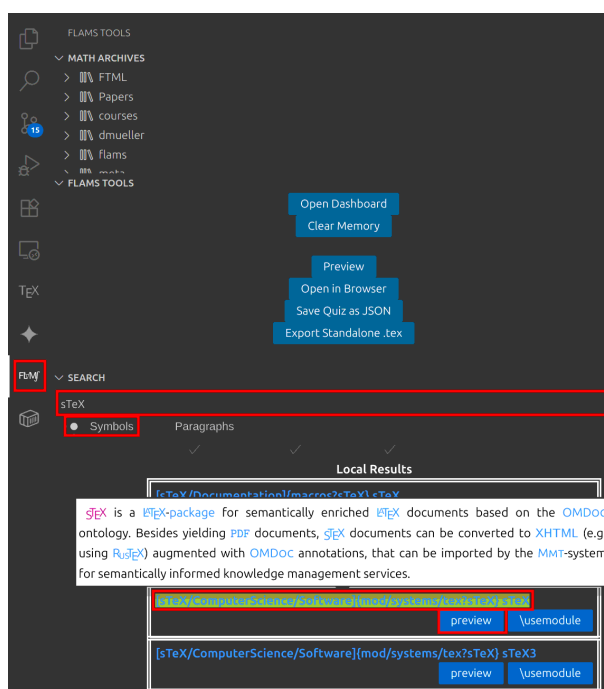 FLAMS TOOLS
MATH ARCHIVES
FTML
Papers
courses
15
dmueller
flams
meta
FLAMS TOOLS
Open Dashboard
Clear Memory
Preview
Open in Browser
TEX
Save Quiz as JSON
Export Standalone .tex
FLAMS
SEARCH
sTeX
Symbols Paragraphs
Local Results
[sTeX/Documentation]{macros?sTeX} sTeX
sTEX is a LATEX-package for semantically enriched LATEX documents based on the OMDoc
ontology. Besides yielding PDF documents, sTEX documents can be converted to XHTML (e.g.
using RusTEX) augmented with OMDoc annotations, that can be imported by the MMT-system
for semantically informed knowledge management services.
[sTeX/ComputerScience/Software]{mod/systems/tex?sTeX} sTeX
preview \usemodule
[sTeX/ComputerScience/Software]{mod/systems/tex?sTeX} sTeX3
preview \usemodule